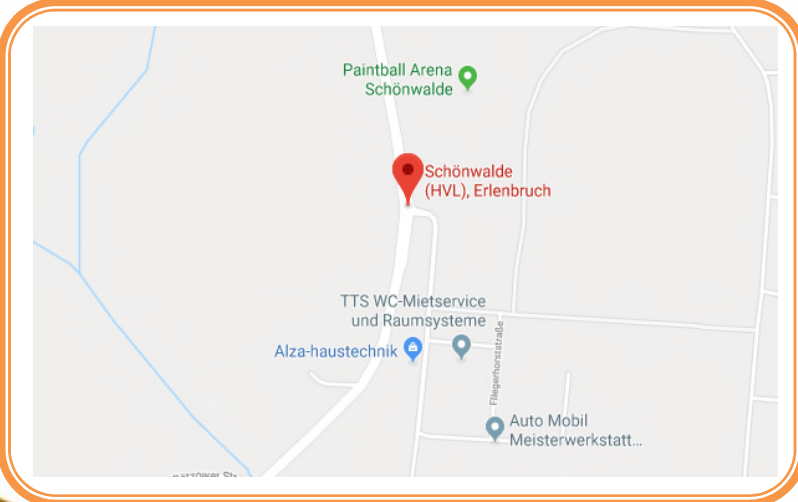 Paintball Arena
Schönwalde
Schönwalde
(HVL), Erlenbruch
TTS WC-Mietservice
und Raumsysteme
Alza-haustechnik
Fliegerhorststraße
Auto Mobil
Meisterwerkstatt...